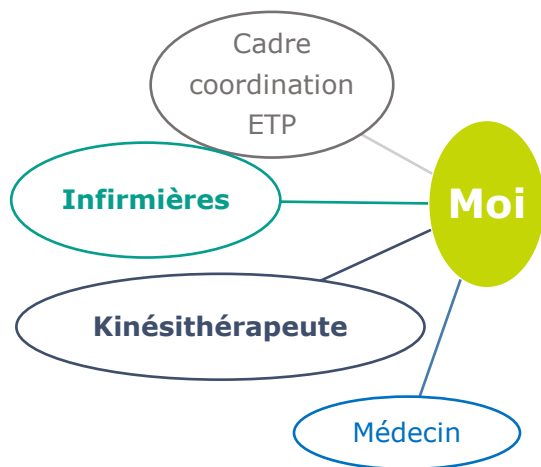 Cadre
coordination
ETP
Infirmières
Moi
Kinésithérapeute
Médecin